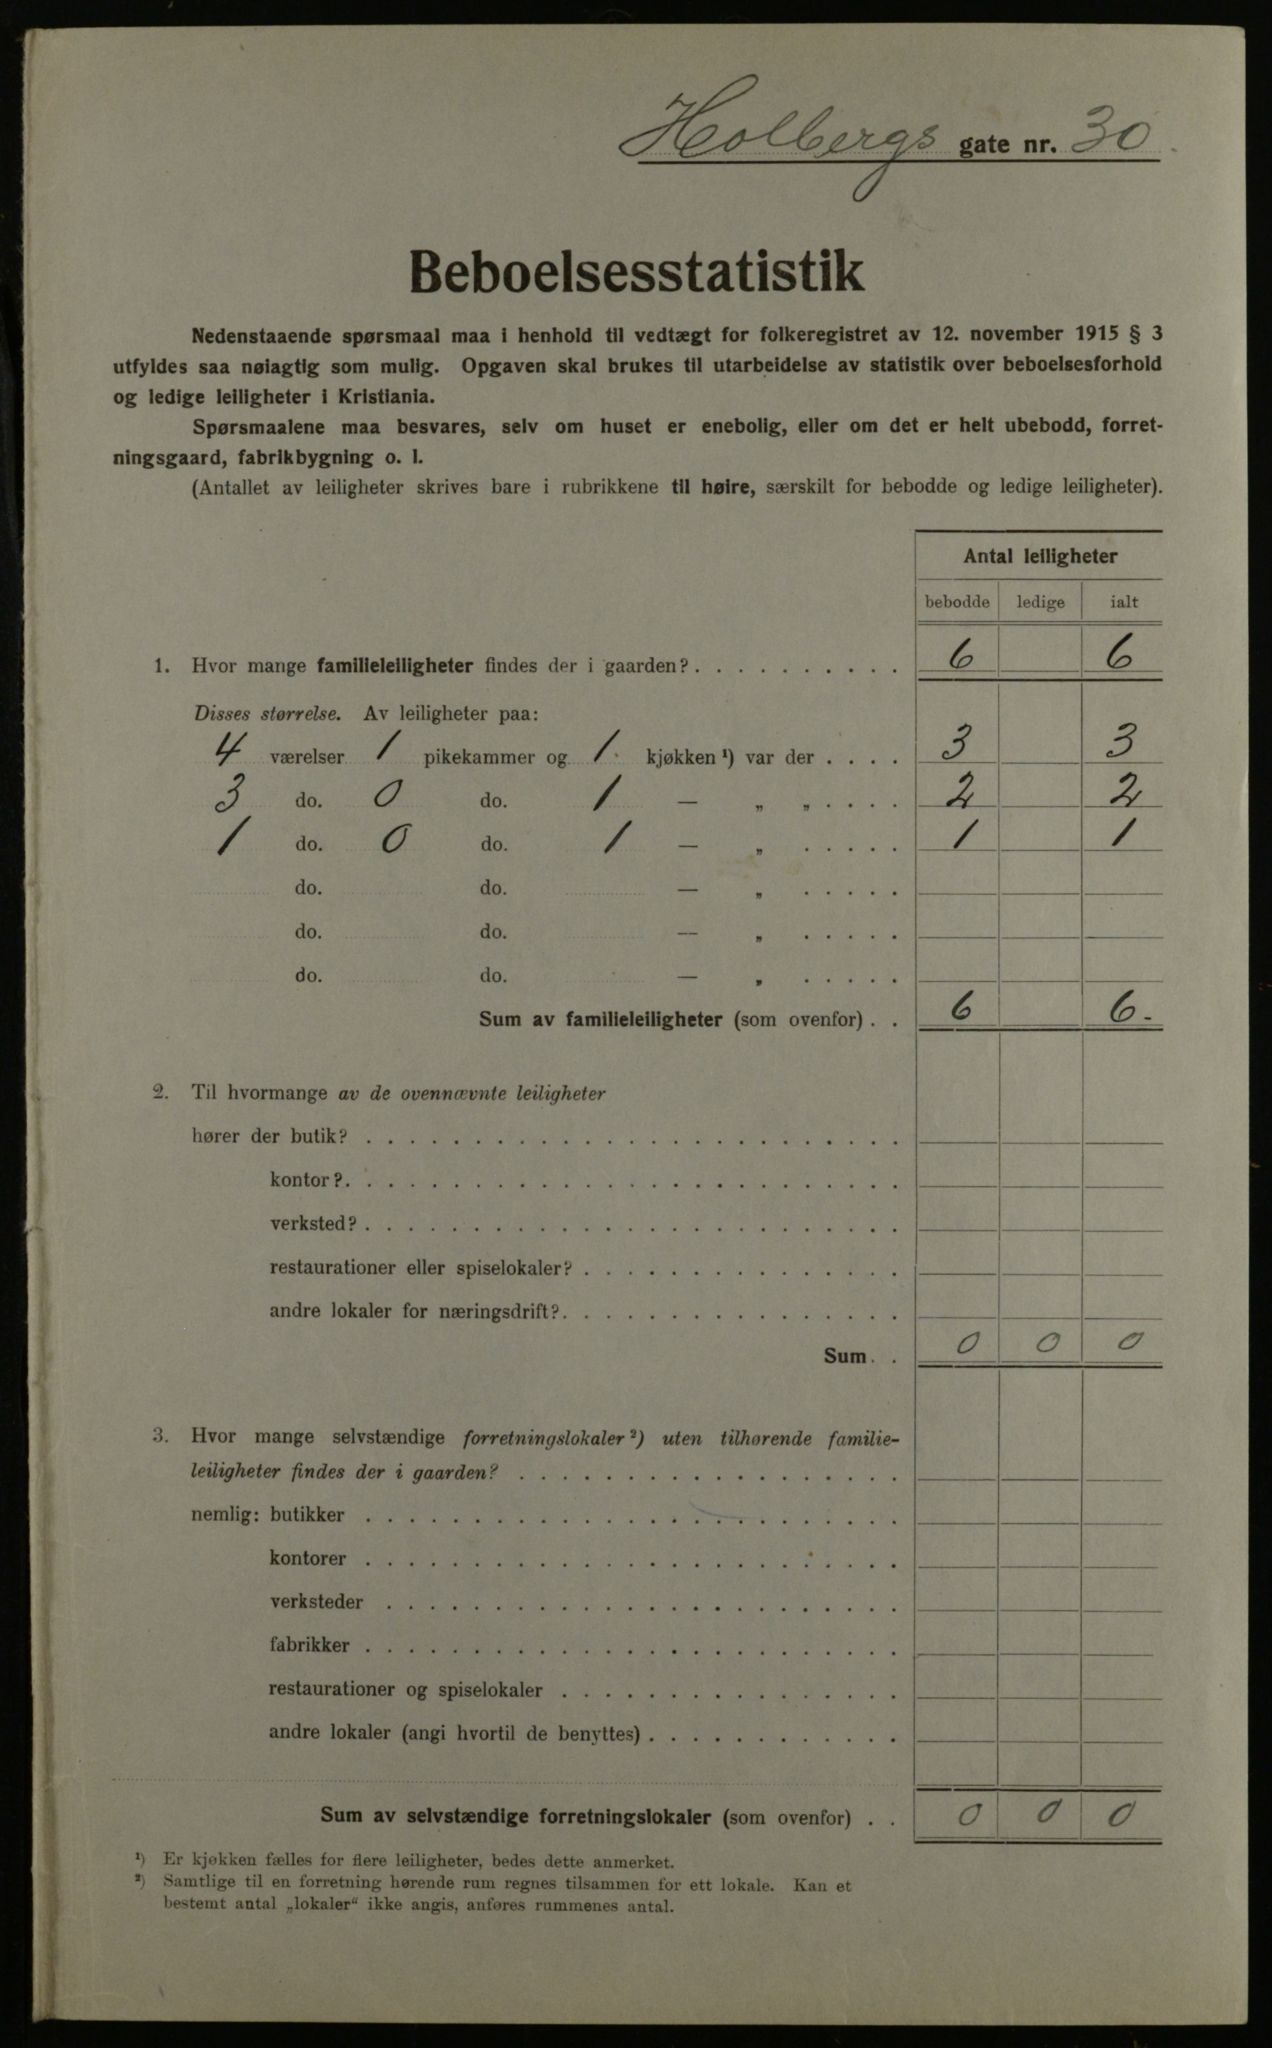 Holbergs gate nr. 30
Beboelsesstatistik
Nedenstaaende spørsmaal maa i henhold til vedtægt for folkeregistret av 12. november 1915 § 3
utfyldes saa nøiagtig som mulig. Opgaven skal brukes til utarbeidelse av statistik over beboelsesforhold
og ledige leiligheter i Kristiania.
Spørsmaalene maa besvares, selv om huset er enebolig, eller om det er helt ubebodd, forret-
ningsgaard, fabrikbygning o. l.
(Antallet av leiligheter skrives bare i rubrikkene til høire, særskilt for bebodde og ledige leiligheter).
Antal leiligheter
bebodde ledige ialt
1. Hvor mange familieleiligheter findes der i gaarden? . . . . . . . . . . 6 6
Disses størrelse. Av leiligheter paa:
4 værelser 1 pikekammer og 1 kjøkken ¹) var der . . . . 3 3
3 do. 0 do. 1 — „ „ . . . . . 2 2
1 do. 0 do. 1 — „ . . . . . 1 1
do. do. — „ . . . . .
do. do. — „ . . . . .
do. do. — „ . . . . .
Sum av familieleiligheter (som ovenfor) . . 6 6.
2. Til hvormange av de ovennævnte leiligheter
hører der butik? . . . . . . . . . . . . . . . . . . . . . . . . .
kontor? . . . . . . . . . . . . . . . . . . . . . . . . . .
verksted? . . . . . . . . . . . . . . . . . . . . . . . . .
restaurationer eller spiselokaler? . . . . . . . . . . . . . . .
andre lokaler for næringsdrift? . . . . . . . . . . . . . . . .
Sum . . 0 0 0
3. Hvor mange selvstændige forretningslokaler ²) uten tilhørende familie-
leiligheter findes der i gaarden? . . . . . . . . . . . . . . . . . .
nemlig: butikker . . . . . . . . . . . . . . . . . . . . . . . . .
kontorer . . . . . . . . . . . . . . . . . . . . . . . . .
verksteder . . . . . . . . . . . . . . . . . . . . . . . .
fabrikker . . . . . . . . . . . . . . . . . . . . . . . . .
restaurationer og spiselokaler . . . . . . . . . . . . . . . .
andre lokaler (angi hvortil de benyttes) . . . . . . . . . . . .
Sum av selvstændige forretningslokaler (som ovenfor) . . 0 0 0
¹) Er kjøkken fælles for flere leiligheter, bedes dette anmerket.
²) Samtlige til en forretning hørende rum regnes tilsammen for ett lokale. Kan et
bestemt antal „lokaler“ ikke angis, anføres rummenes antal.